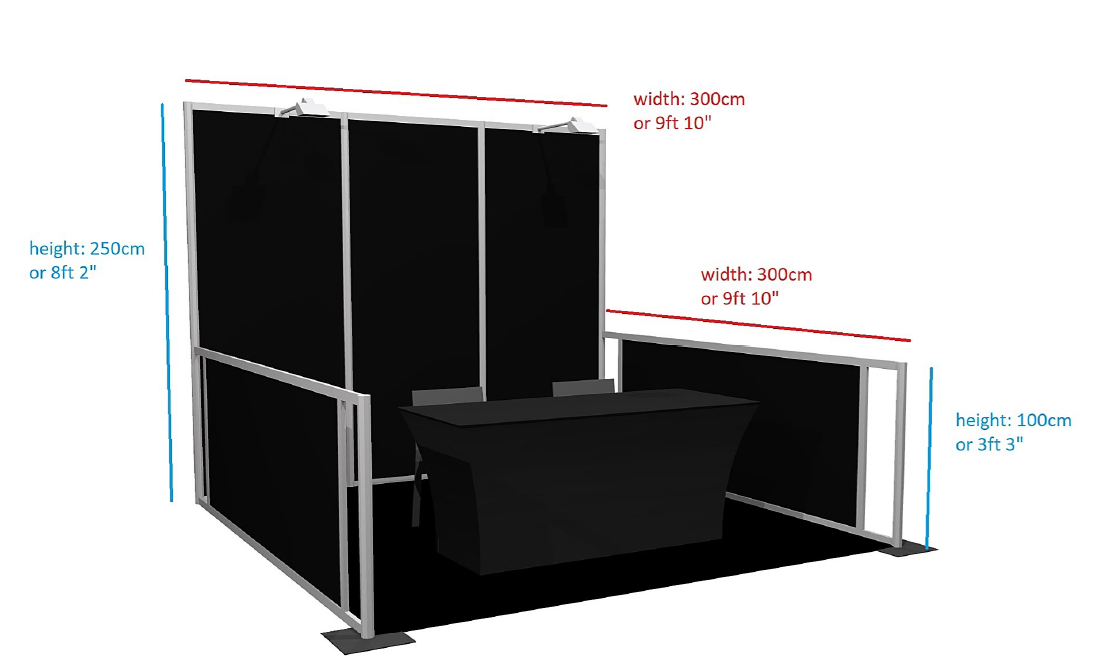 width: 300cm
or 9ft 10"
height: 250cm
or 8ft 2"
width: 300cm
or 9ft 10"
height: 100cm
or 3ft 3"